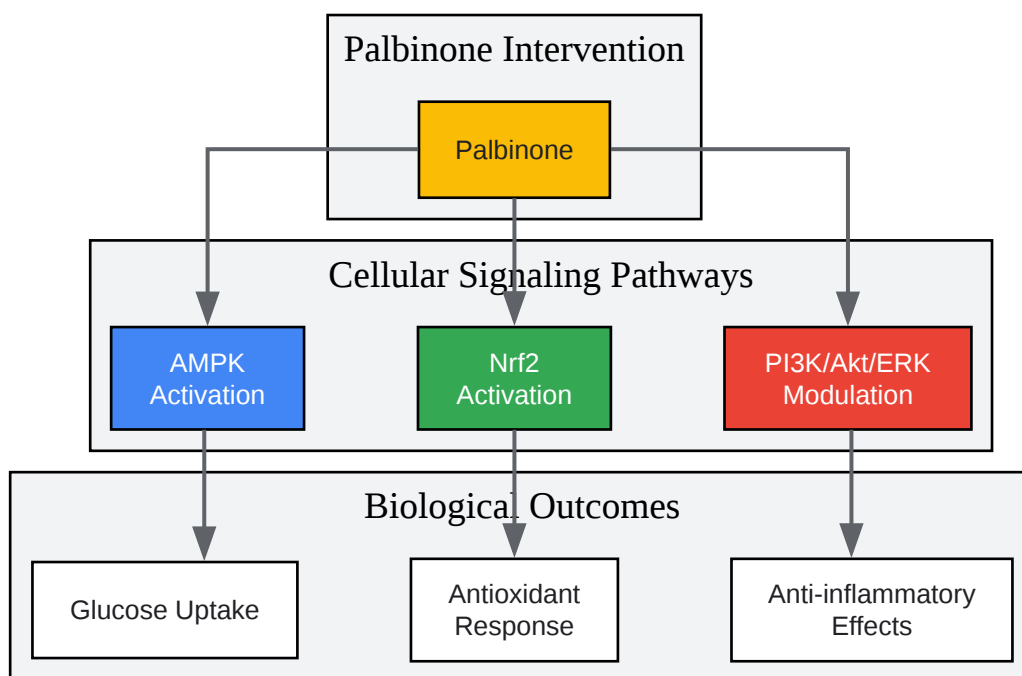 Palbinone Intervention
Palbinone
Cellular Signaling Pathways
AMPK
Activation
Nrf2
Activation
PI3K/Akt/ERK
Modulation
Biological Outcomes
Glucose Uptake
Antioxidant
Response
Anti-inflammatory
Effects